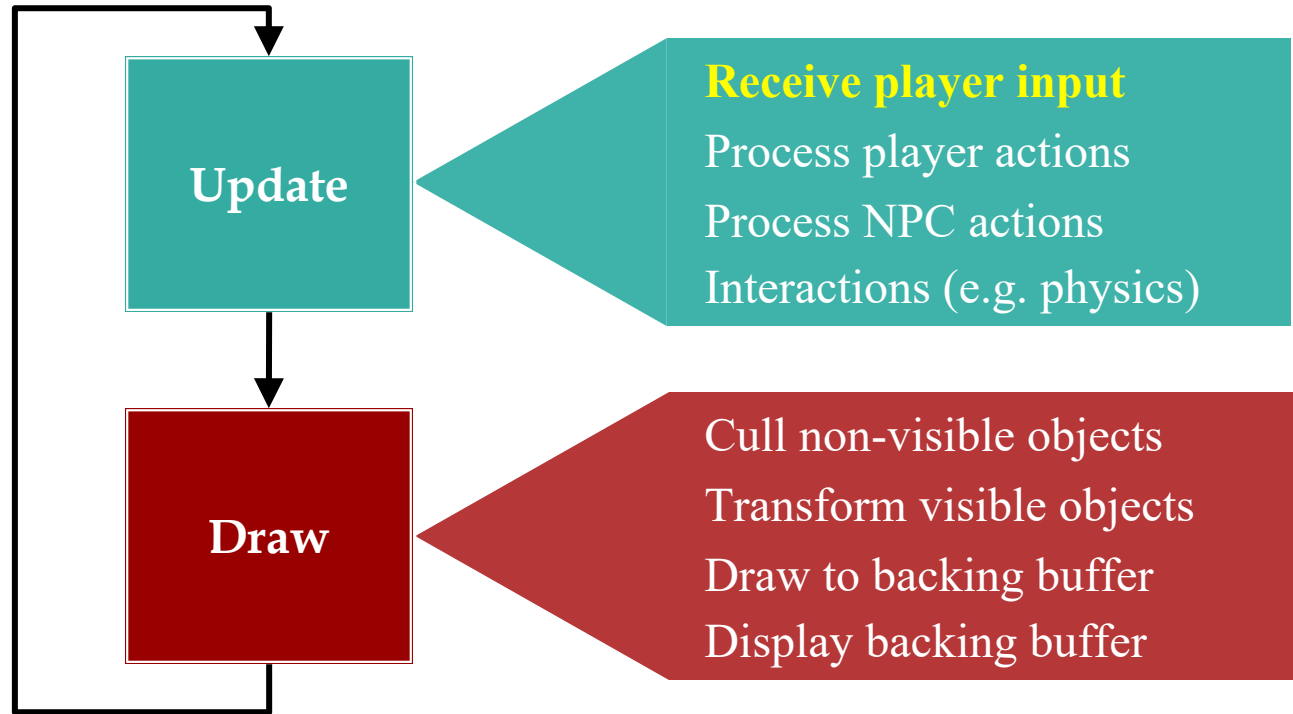 Update
Receive player input
Process player actions
Process NPC actions
Interactions (e.g. physics)
Draw
Cull non-visible objects
Transform visible objects
Draw to backing buffer
Display backing buffer